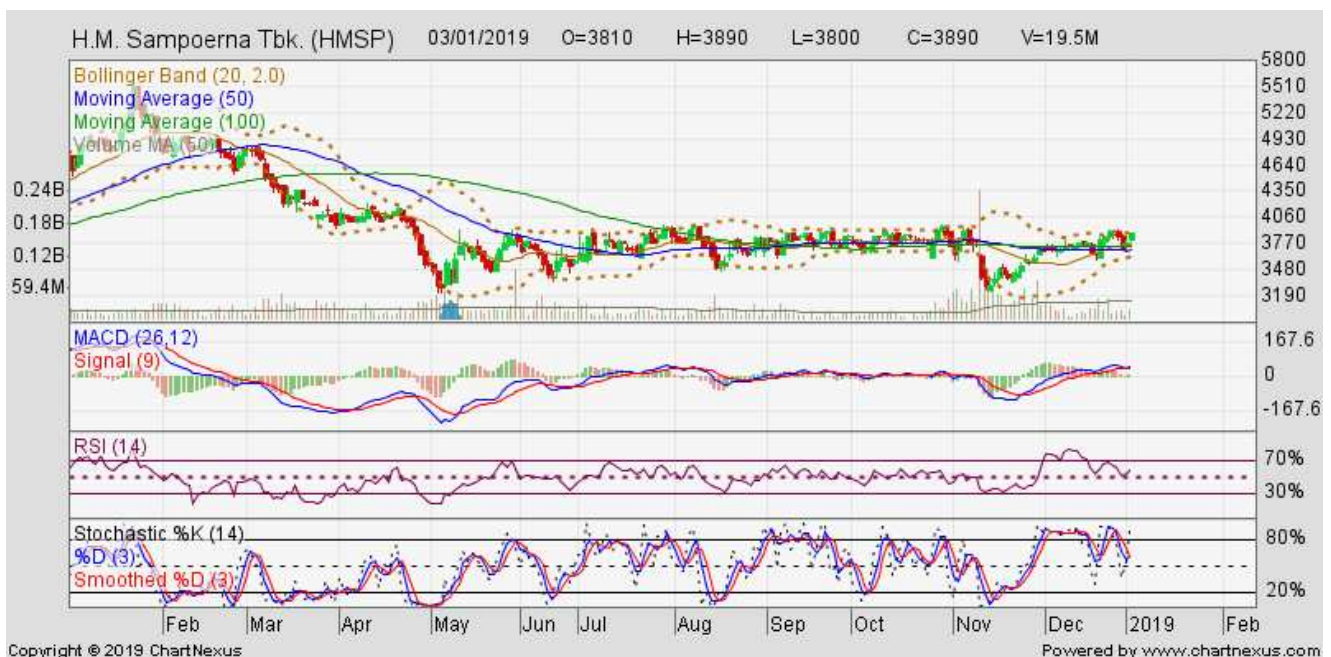 H.M. Sampoerna Tbk. (HMSP) 03/01/2019 O=3810 H=3890 L=3800 C=3890 V=19.5M
Bollinger Band (20, 2.0)
Moving Average (50)
Moving Average (100)
Volume MA (50)
5800
5510
5220
4930
4640
4350
4060
3770
3480
3190
0.24B
0.18B
0.12B
59.4M
MACD (26,12)
Signal (9)
167.6
0
-167.6
RSI (14)
70%
30%
Stochastic %K (14)
%D (3)
Smoothed %D (3)
80%
20%
Feb Mar Apr May Jun Jul Aug Sep Oct Nov Dec 2019 Feb
Copyright © 2019 ChartNexus Powered by www.chartnexus.com